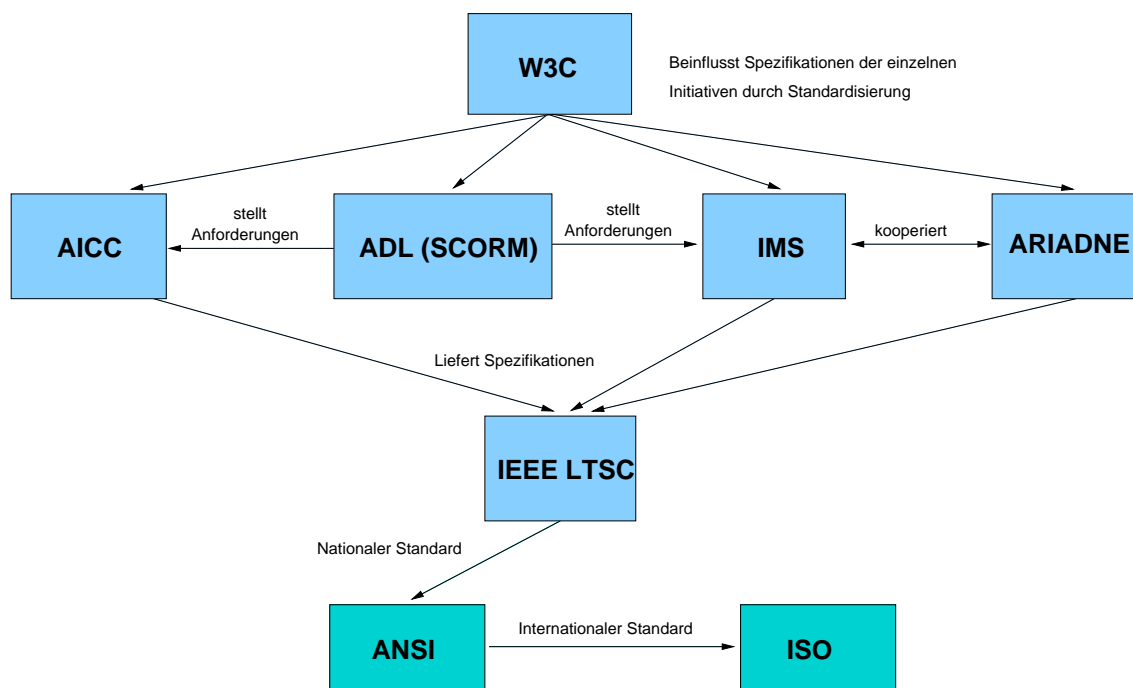 W3C
Beinflusst Spezifikationen der einzelnen
Initiativen durch Standardisierung
AICC
stellt
Anforderungen
ADL (SCORM)
stellt
Anforderungen
IMS
kooperiert
ARIADNE
Liefert Spezifikationen
IEEE LTSC
Nationaler Standard
ANSI
Internationaler Standard
ISO